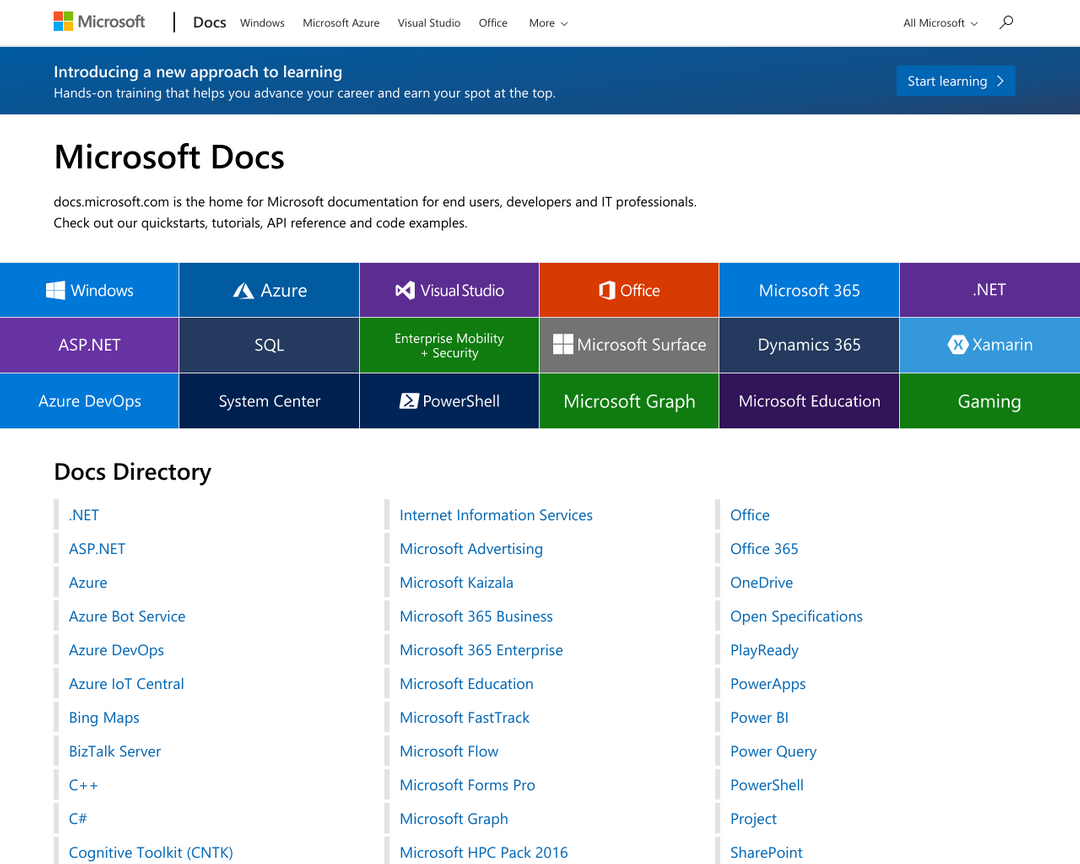 Microsoft | Docs Windows Microsoft Azure Visual Studio Office More All Microsoft
Introducing a new approach to learning
Hands-on training that helps you advance your career and earn your spot at the top.
Start learning
Microsoft Docs
docs.microsoft.com is the home for Microsoft documentation for end users, developers and IT professionals.
Check out our quickstarts, tutorials, API reference and code examples.
Windows Azure Visual Studio Office Microsoft 365 .NET
ASP.NET SQL Enterprise Mobility
+ Security Microsoft Surface Dynamics 365 Xamarin
Azure DevOps System Center PowerShell Microsoft Graph Microsoft Education Gaming
Docs Directory
.NET
ASP.NET
Azure
Azure Bot Service
Azure DevOps
Azure IoT Central
Bing Maps
BizTalk Server
C++
C#
Cognitive Toolkit (CNTK)
Internet Information Services
Microsoft Advertising
Microsoft Kaizala
Microsoft 365 Business
Microsoft 365 Enterprise
Microsoft Education
Microsoft FastTrack
Microsoft Flow
Microsoft Forms Pro
Microsoft Graph
Microsoft HPC Pack 2016
Office
Office 365
OneDrive
Open Specifications
PlayReady
PowerApps
Power BI
Power Query
PowerShell
Project
SharePoint